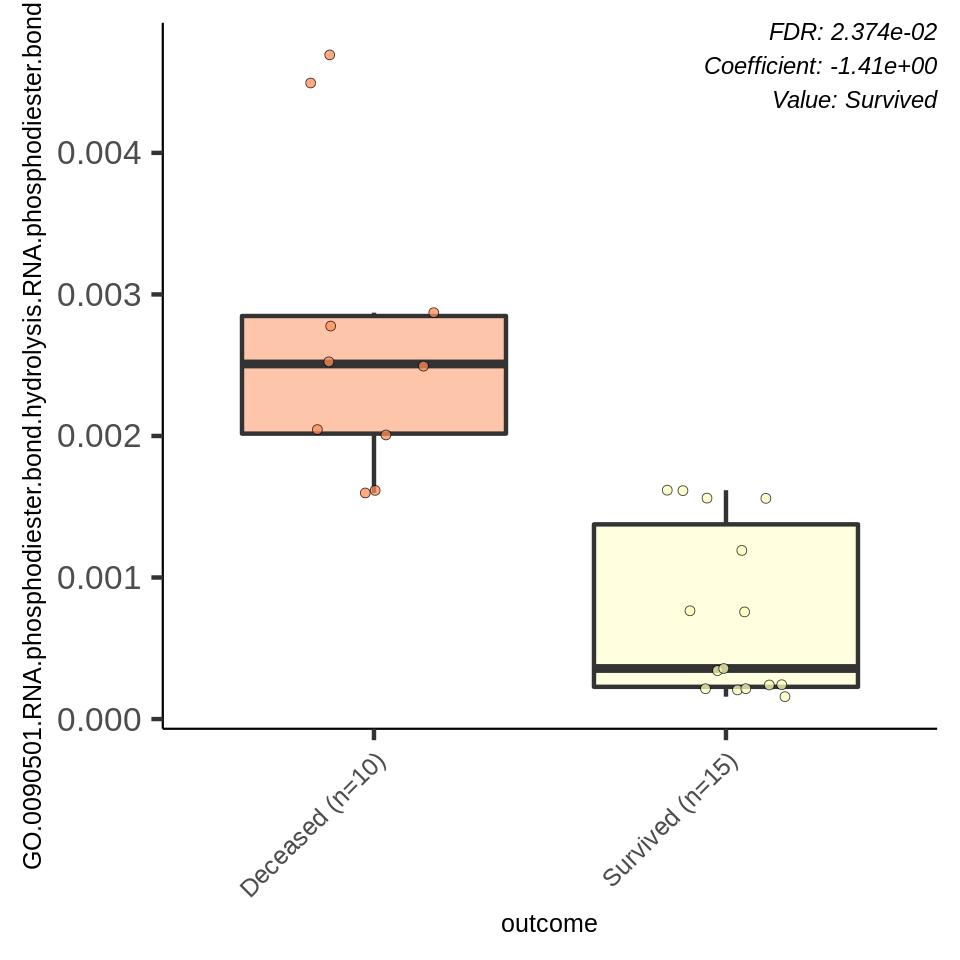 GO.0090501.RNA.phosphodiester.bond.hydrolysis.RNA.phosphodiester.bond
FDR: 2.374e-02
Coefficient: -1.41e+00
Value: Survived
0.004
0.003
0.002
0.001
0.000
Deceased (n=10)
Survived (n=15)
outcome